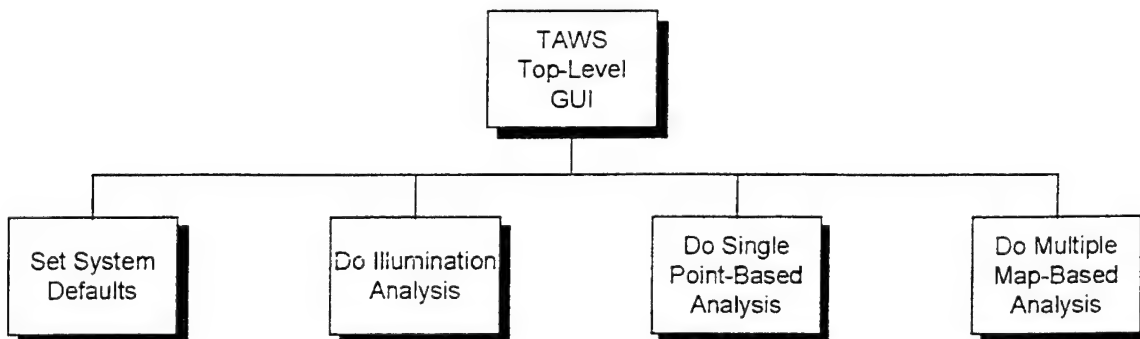 TAWS
Top-Level
GUI
Set System
Defaults
Do Illumination
Analysis
Do Single
Point-Based
Analysis
Do Multiple
Map-Based
Analysis